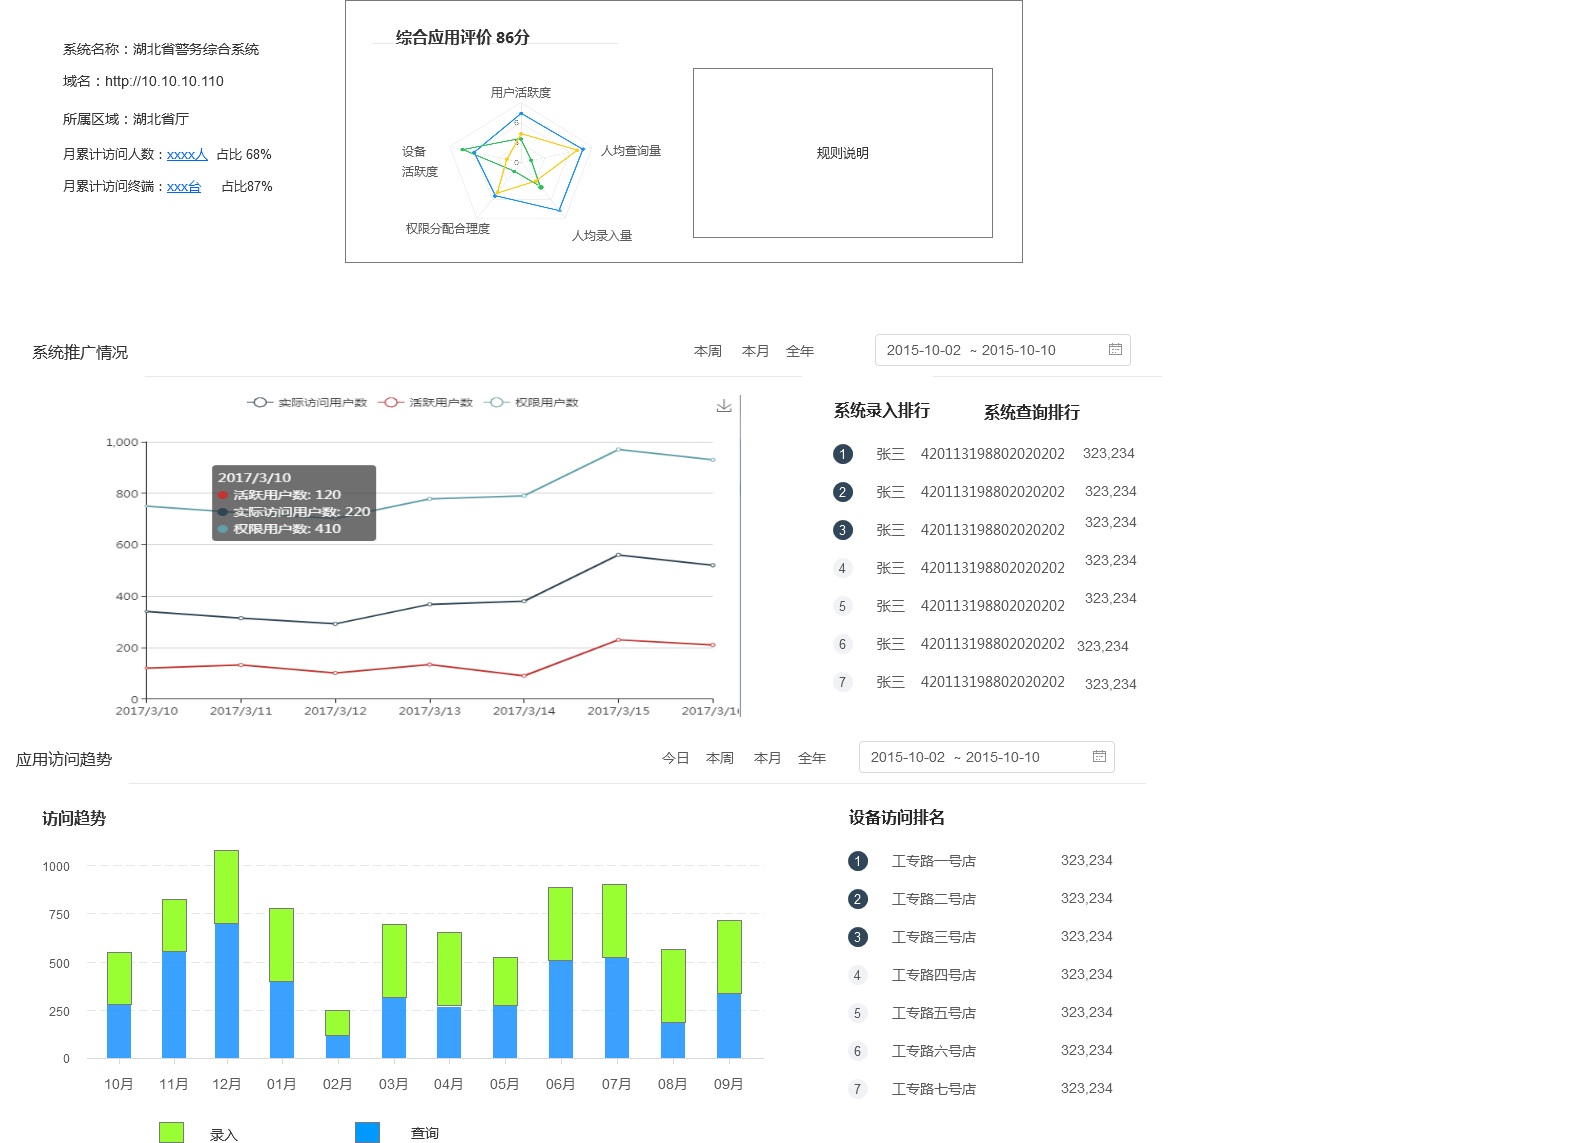 系统名称：湖北省警务综合系统
域名：http://10.10.10.110
所属区域：湖北省厅
月累计访问人数：xxxx人 占比 68%
月累计访问终端：xxx台 占比87%
综合应用评价 86分
用户活跃度
人均查询量
人均录入量
权限分配合理度
设备
活跃度
6
3
0
规则说明
系统推广情况
本周 本月 全年
2015-10-02 ~ 2015-10-10
实际访问用户数 活跃用户数 权限用户数
1,000
800
600
400
200
0
2017/3/10
活跃用户数: 120
实际访问用户数: 220
权限用户数: 410
2017/3/10 2017/3/11 2017/3/12 2017/3/13 2017/3/14 2017/3/15 2017/3/1
系统录入排行 系统查询排行
1 张三 420113198802020202 323,234
2 张三 420113198802020202 323,234
3 张三 420113198802020202 323,234
4 张三 420113198802020202 323,234
5 张三 420113198802020202 323,234
6 张三 420113198802020202 323,234
7 张三 420113198802020202 323,234
应用访问趋势
今日 本周 本月 全年
2015-10-02 ~ 2015-10-10
访问趋势
1000
750
500
250
0
10月 11月 12月 01月 02月 03月 04月 05月 06月 07月 08月 09月
录入 查询
设备访问排名
1 工专路一号店 323,234
2 工专路二号店 323,234
3 工专路三号店 323,234
4 工专路四号店 323,234
5 工专路五号店 323,234
6 工专路六号店 323,234
7 工专路七号店 323,234